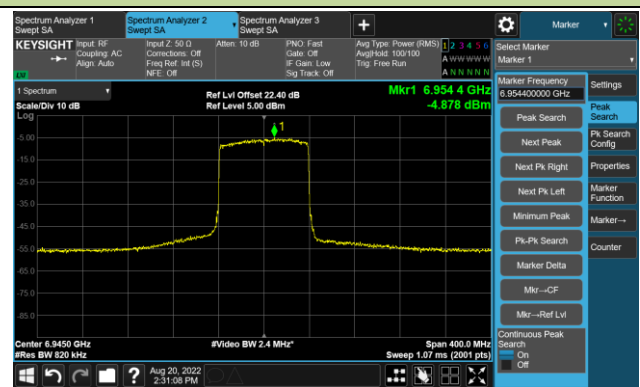 Spectrum Analyzer 1
Swept SA
Spectrum Analyzer 2
Swept SA
Spectrum Analyzer 3
Swept SA
Marker
KEYSIGHT
Input: RF
Coupling: AC
Align: Auto
Input Z: 50 Ω
Corrections: Off
Freq Ref: Int (S)
NFE: Off
Atten: 10 dB
PNO: Fast
Gate: Off
IF Gain: Low
Sig Track: Off
Avg Type: Power (RMS)
Avg|Hold: 100/100
Trig: Free Run
1 2 3 4 5 6
A W W W W W
A N N N N N
Select Marker
Marker 1
1 Spectrum
Scale/Div 10 dB
Log
Ref Lvl Offset 22.40 dB
Ref Level 5.00 dBm
Mkr1 6.954 4 GHz
-4.878 dBm
1
-5.00
-15.0
-25.0
-35.0
-45.0
-55.0
-65.0
-75.0
-85.0
Center 6.9450 GHz
#Res BW 820 kHz
#Video BW 2.4 MHz*
Span 400.0 MHz
Sweep 1.07 ms (2001 pts)
Marker Frequency
6.954400000 GHz
Peak Search
Next Peak
Next Pk Right
Next Pk Left
Minimum Peak
Pk-Pk Search
Marker Delta
Mkr→CF
Mkr→Ref Lvl
Continuous Peak
Search
On
Off
Settings
Peak
Search
Pk Search
Config
Properties
Marker
Function
Marker→
Counter
?
Aug 20, 2022
2:31:08 PM